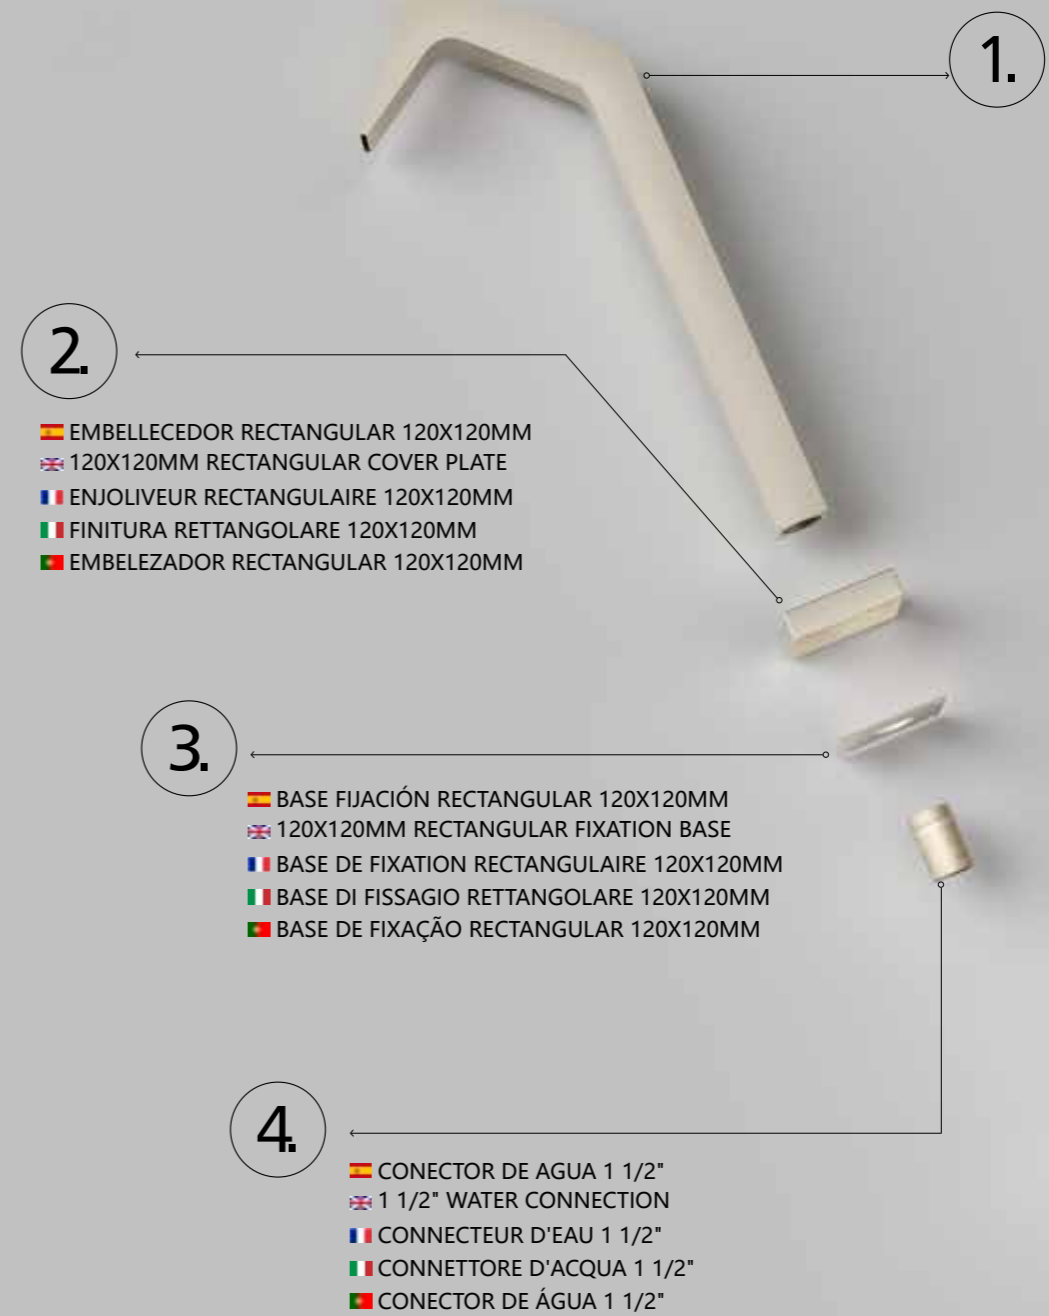 1.
2.
EMBELLECEDOR RECTANGULAR 120X120MM
120X120MM RECTANGULAR COVER PLATE
ENJOLIVEUR RECTANGULAIRE 120X120MM
FINITURA RETTANGOLARE 120X120MM
EMBELEZADOR RECTANGULAR 120X120MM
3.
BASE FIJACIÓN RECTANGULAR 120X120MM
120X120MM RECTANGULAR FIXATION BASE
BASE DE FIXATION RECTANGULAIRE 120X120MM
BASE DI FISSAGIO RETTANGOLARE 120X120MM
BASE DE FIXAÇÃO RECTANGULAR 120X120MM
4.
CONECTOR DE AGUA 1 1/2"
1 1/2" WATER CONNECTION
CONNECTEUR D'EAU 1 1/2"
CONNETTORE D'ACQUA 1 1/2"
CONECTOR DE ÁGUA 1 1/2"